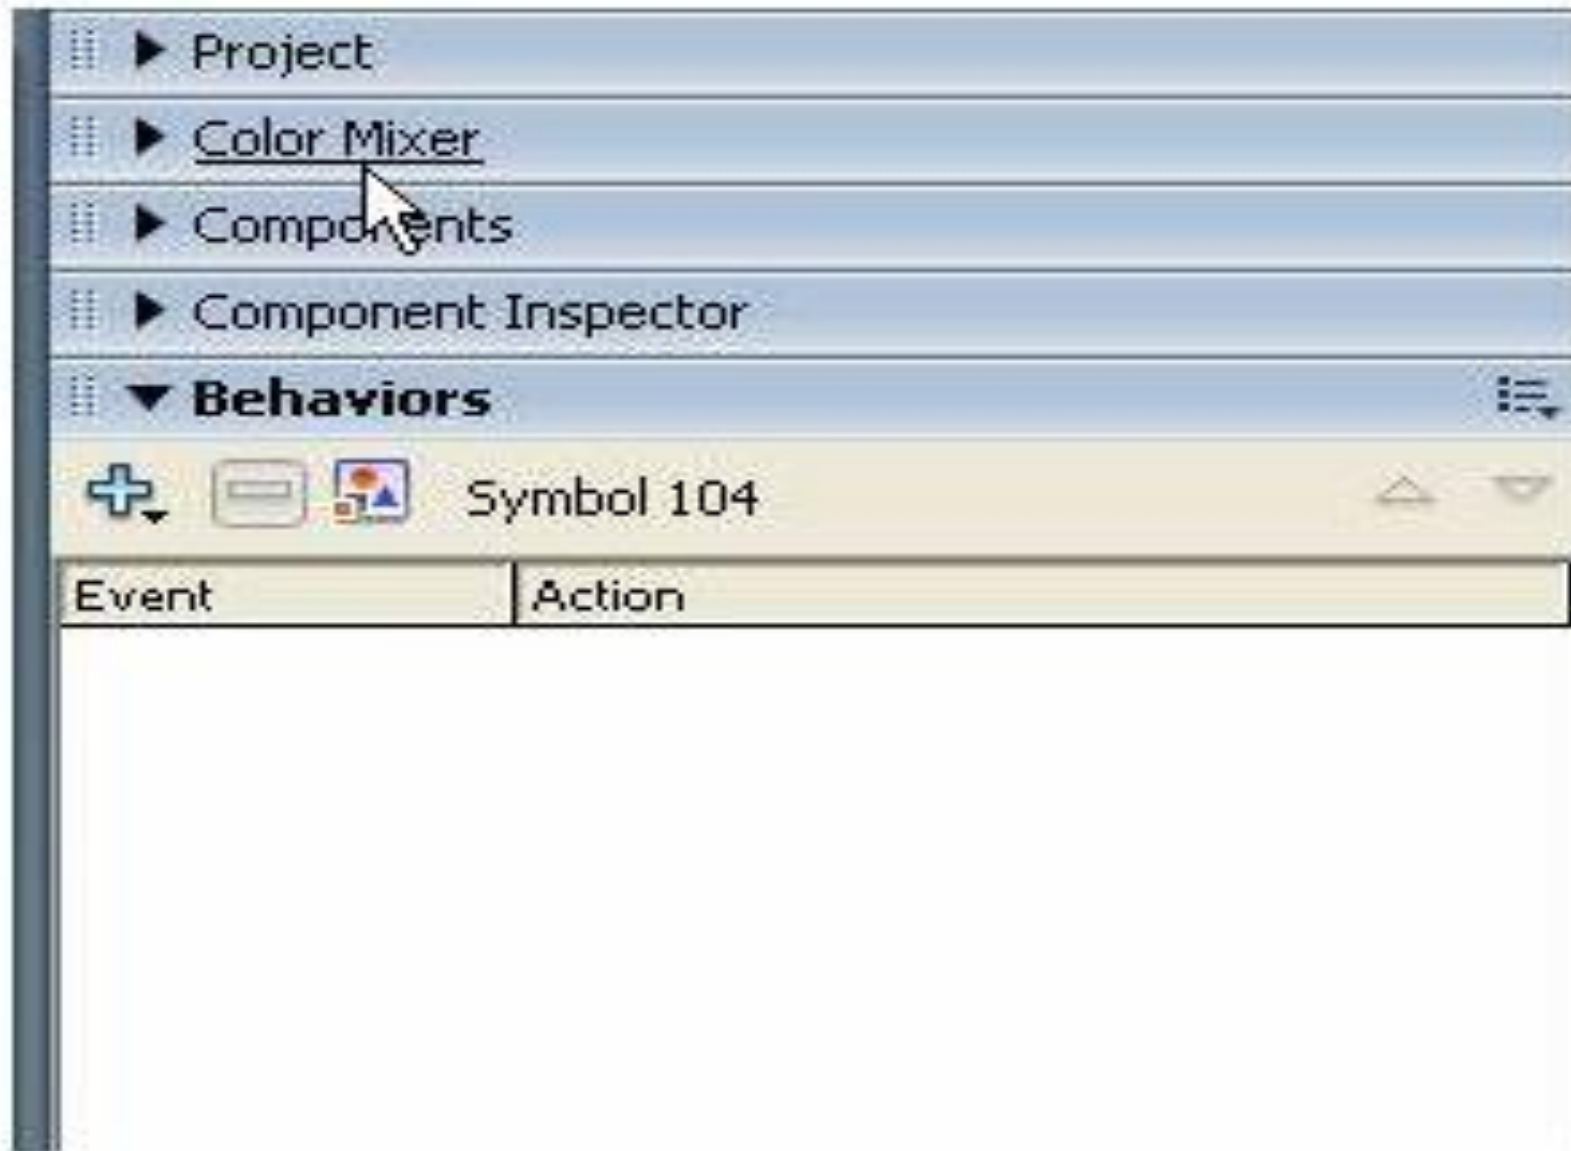 Project
Color Mixer
Components
Component Inspector
Behaviors
Symbol 104
Event Action